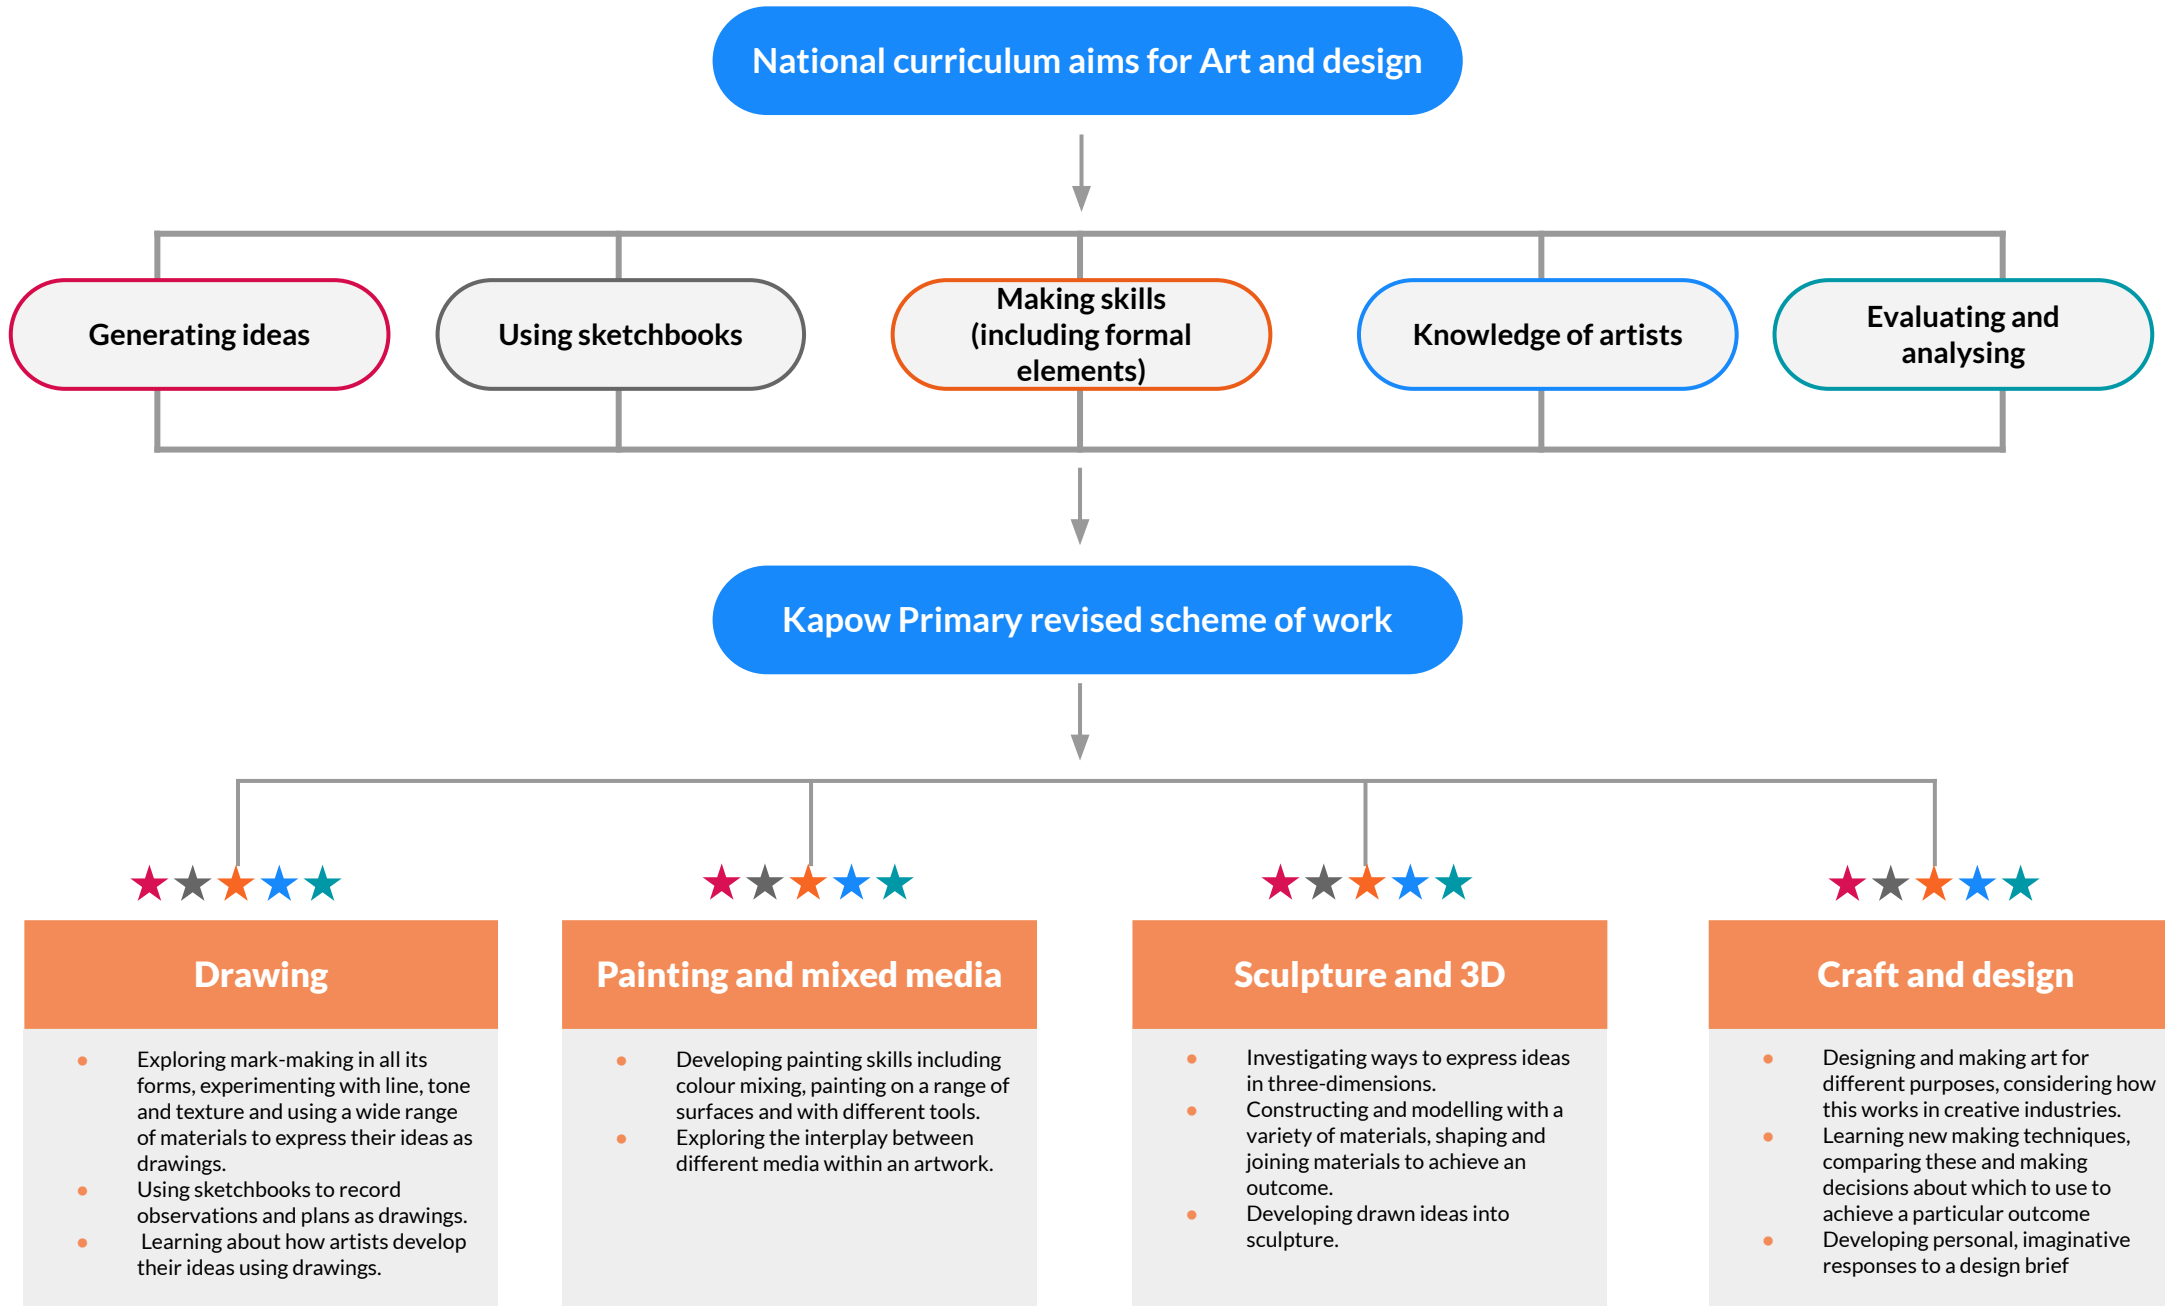 National curriculum aims for Art and design
Generating ideas
Using sketchbooks
Making skills
(including formal
elements)
Knowledge of artists
Evaluating and
analysing
Kapow Primary revised scheme of work
Drawing
● Exploring mark-making in all its
forms, experimenting with line, tone
and texture and using a wide range
of materials to express their ideas as
drawings.
● Using sketchbooks to record
observations and plans as drawings.
● Learning about how artists develop
their ideas using drawings.
Painting and mixed media
● Developing painting skills including
colour mixing, painting on a range of
surfaces and with different tools.
● Exploring the interplay between
different media within an artwork.
Sculpture and 3D
● Investigating ways to express ideas
in three-dimensions.
● Constructing and modelling with a
variety of materials, shaping and
joining materials to achieve an
outcome.
● Developing drawn ideas into
sculpture.
Craft and design
● Designing and making art for
different purposes, considering how
this works in creative industries.
● Learning new making techniques,
comparing these and making
decisions about which to use to
achieve a particular outcome
● Developing personal, imaginative
responses to a design brief